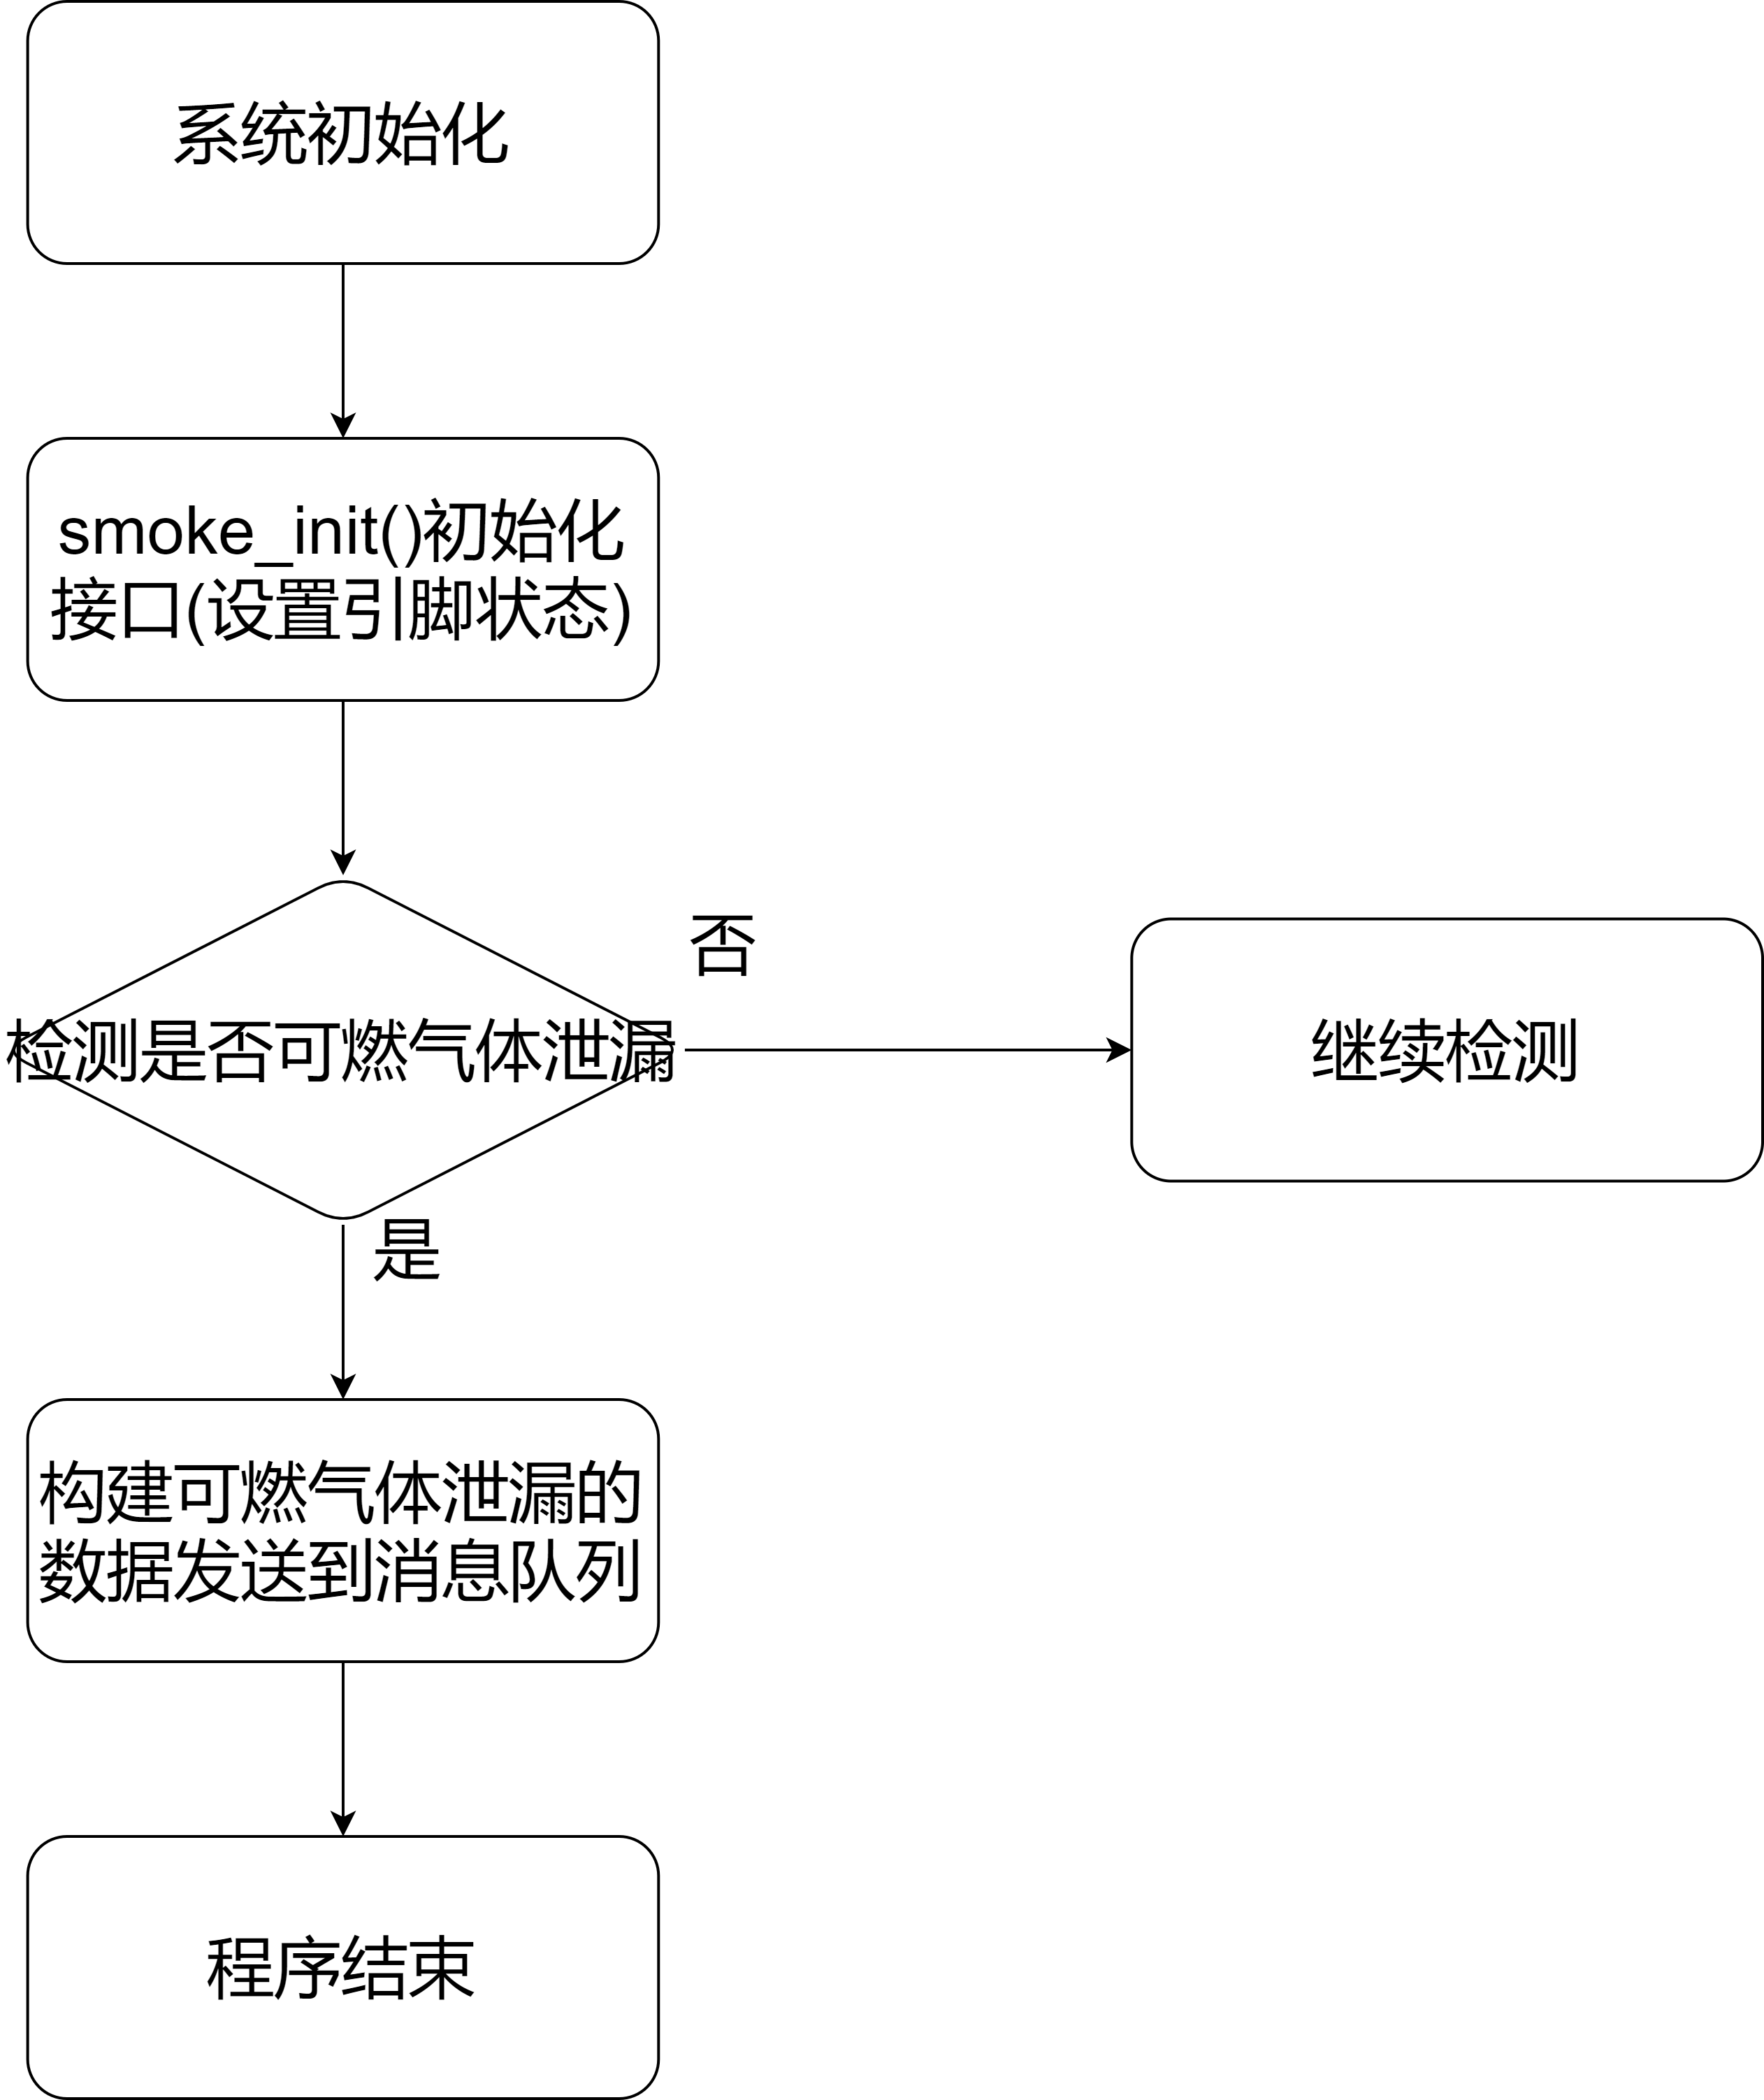 系统初始化
smoke_init()初始化
接口(设置引脚状态)
否
检测是否可燃气体泄漏
继续检测
是
构建可燃气体泄漏的
数据发送到消息队列
程序结束